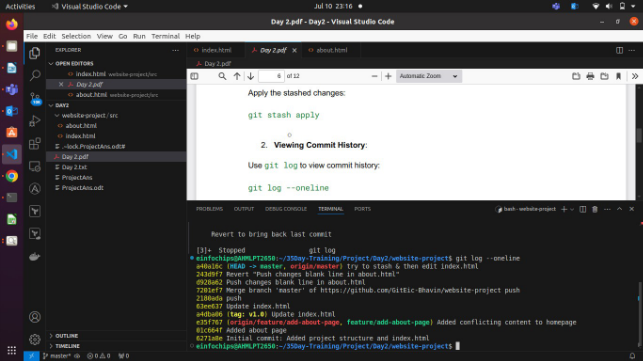 Activities
Visual Studio Code
Jul 10 23:16
Day 2.pdf - Day2 - Visual Studio Code
File Edit Selection View Go Run Terminal Help
EXPLORER
index.html
Day 2.pdf
about.html
OPEN EDITORS
index.html website-project/src
Day 2.pdf
about.html website-project/src
DAY2
website-project / src
about.html
index.html
.~lock.ProjectAns.odt#
Day 2.pdf
Day 2.txt
ProjectAns
ProjectAns.odt
OUTLINE
TIMELINE
Day 2.pdf
6 of 12
Automatic Zoom
Apply the stashed changes:
git stash apply
2. Viewing Commit History:
Use git log to view commit history:
git log --oneline
PROBLEMS OUTPUT DEBUG CONSOLE TERMINAL PORTS
bash - website-project
Revert to bring back last commit
[3]+ Stopped git log
einfochips@AHMLPT2656:~/35Day-Training/Project/Day2/website-project$ git log --oneline
a40a16c (HEAD -> master, origin/master) try to stash & then edit index.html
243d9f7 Revert "Push changes blank line in about.html"
d928a62 Push changes blank line in about.html
7201ef7 Merge branch 'master' of https://github.com/GitEic-Bhavin/website-project push
2180ada push
63ee637 Update index.html
a4dba86 (tag: v1.0) Update index.html
e35f767 (origin/feature/add-about-page, feature/add-about-page) Added conflicting content to homepage
01c664f Added about page
6271a8e Initial commit: Added project structure and index.html
einfochips@AHMLPT2656:~/35Day-Training/Project/Day2/website-project$
master*
0 0
0